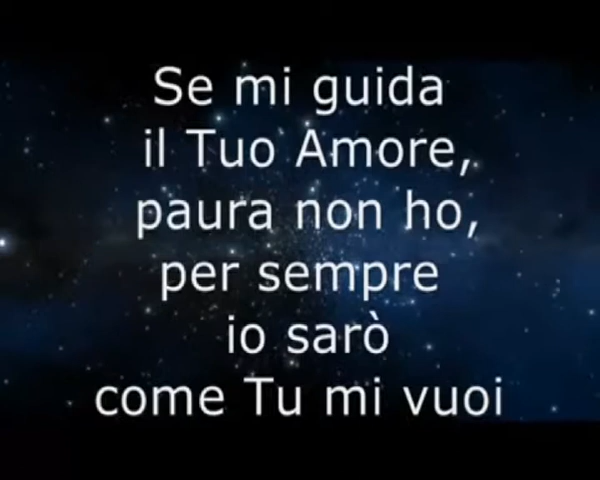 Se mi guida
il Tuo Amore,
paura non ho,
per sempre
io sarò
come Tu mi vuoi